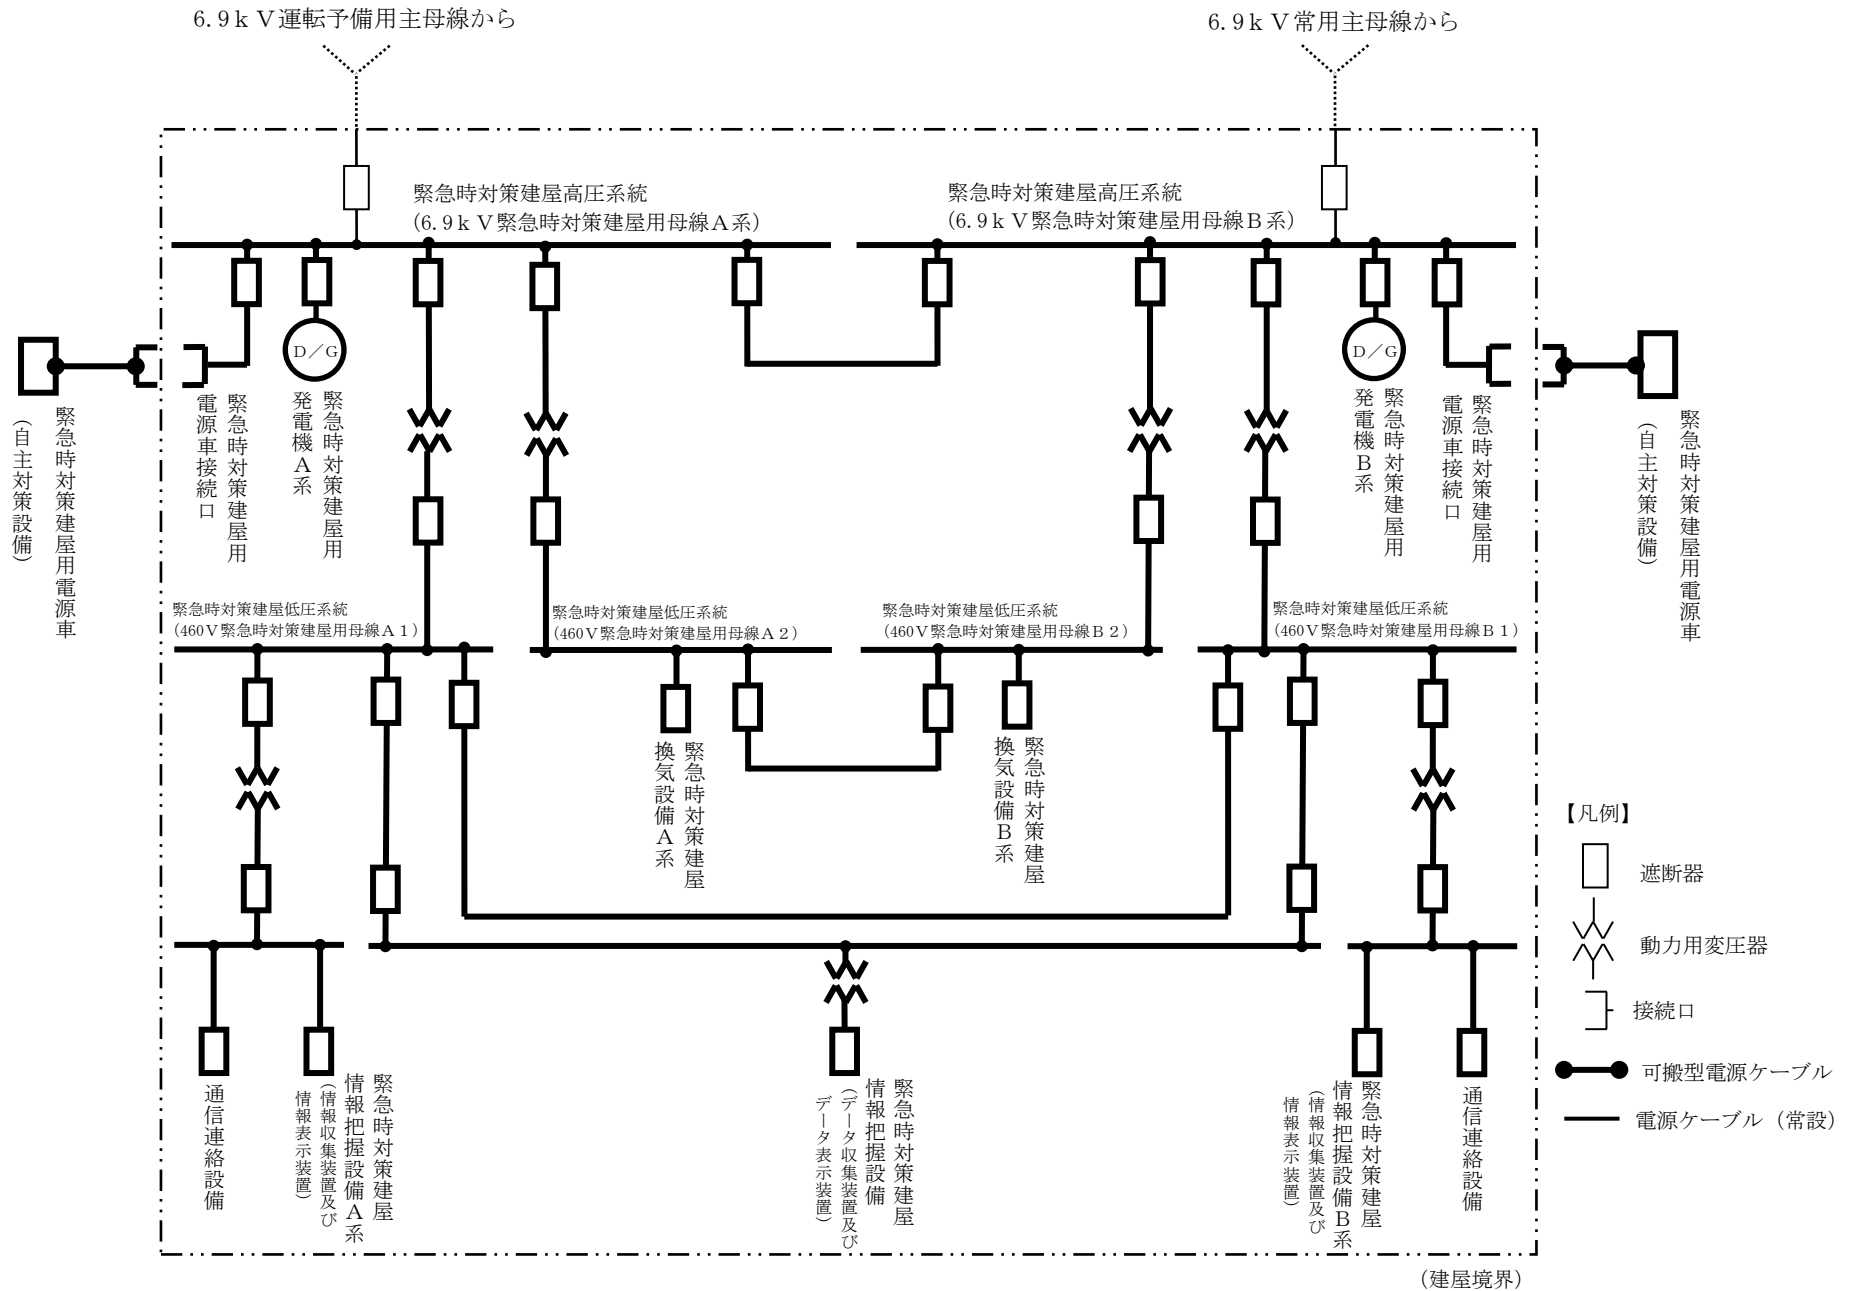 6.9kV運転予備用主母線から
6.9kV常用主母線から
緊急時対策建屋高圧系統
(6.9kV緊急時対策建屋用母線A系)
緊急時対策建屋高圧系統
(6.9kV緊急時対策建屋用母線B系)
D/G
D/G
緊急時対策建屋用電源車
(自主対策設備)
緊急時対策建屋用
電源車接続口
緊急時対策建屋用
発電機A系
緊急時対策建屋用
発電機B系
緊急時対策建屋用
電源車接続口
緊急時対策建屋用電源車
(自主対策設備)
緊急時対策建屋低圧系統
(460V緊急時対策建屋用母線A1)
緊急時対策建屋低圧系統
(460V緊急時対策建屋用母線A2)
緊急時対策建屋低圧系統
(460V緊急時対策建屋用母線B2)
緊急時対策建屋低圧系統
(460V緊急時対策建屋用母線B1)
緊急時対策建屋
換気設備A系
緊急時対策建屋
換気設備B系
通信連絡設備
緊急時対策建屋
情報把握設備A系
(情報収集装置及び
情報表示装置)
緊急時対策建屋
情報把握設備
(データ収集装置及び
データ表示装置)
緊急時対策建屋
情報把握設備B系
(情報収集装置及び
情報表示装置)
通信連絡設備
【凡例】
遮断器
動力用変圧器
接続口
可搬型電源ケーブル
電源ケーブル(常設)
(建屋境界)